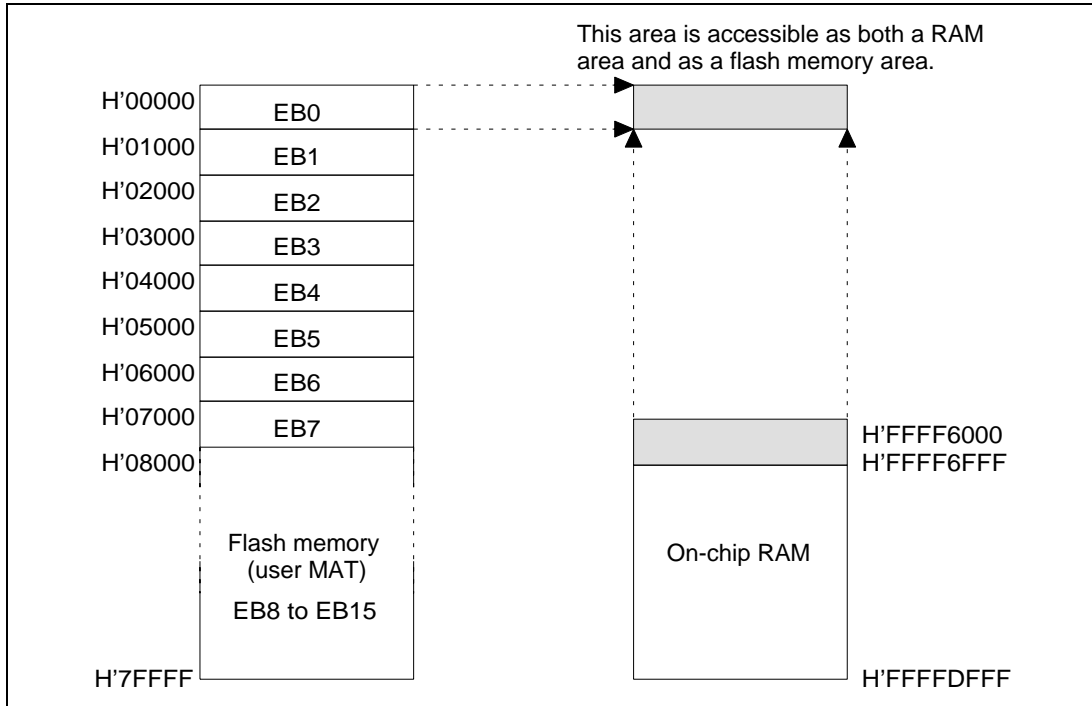 This area is accessible as both a RAM
area and as a flash memory area.
H'00000
EB0
H'01000
EB1
H'02000
EB2
H'03000
EB3
H'04000
EB4
H'05000
EB5
H'06000
EB6
H'07000
EB7
H'08000
Flash memory
(user MAT)
EB8 to EB15
H'7FFFF
H'FFFF6000
H'FFFF6FFF
On-chip RAM
H'FFFFDFFF